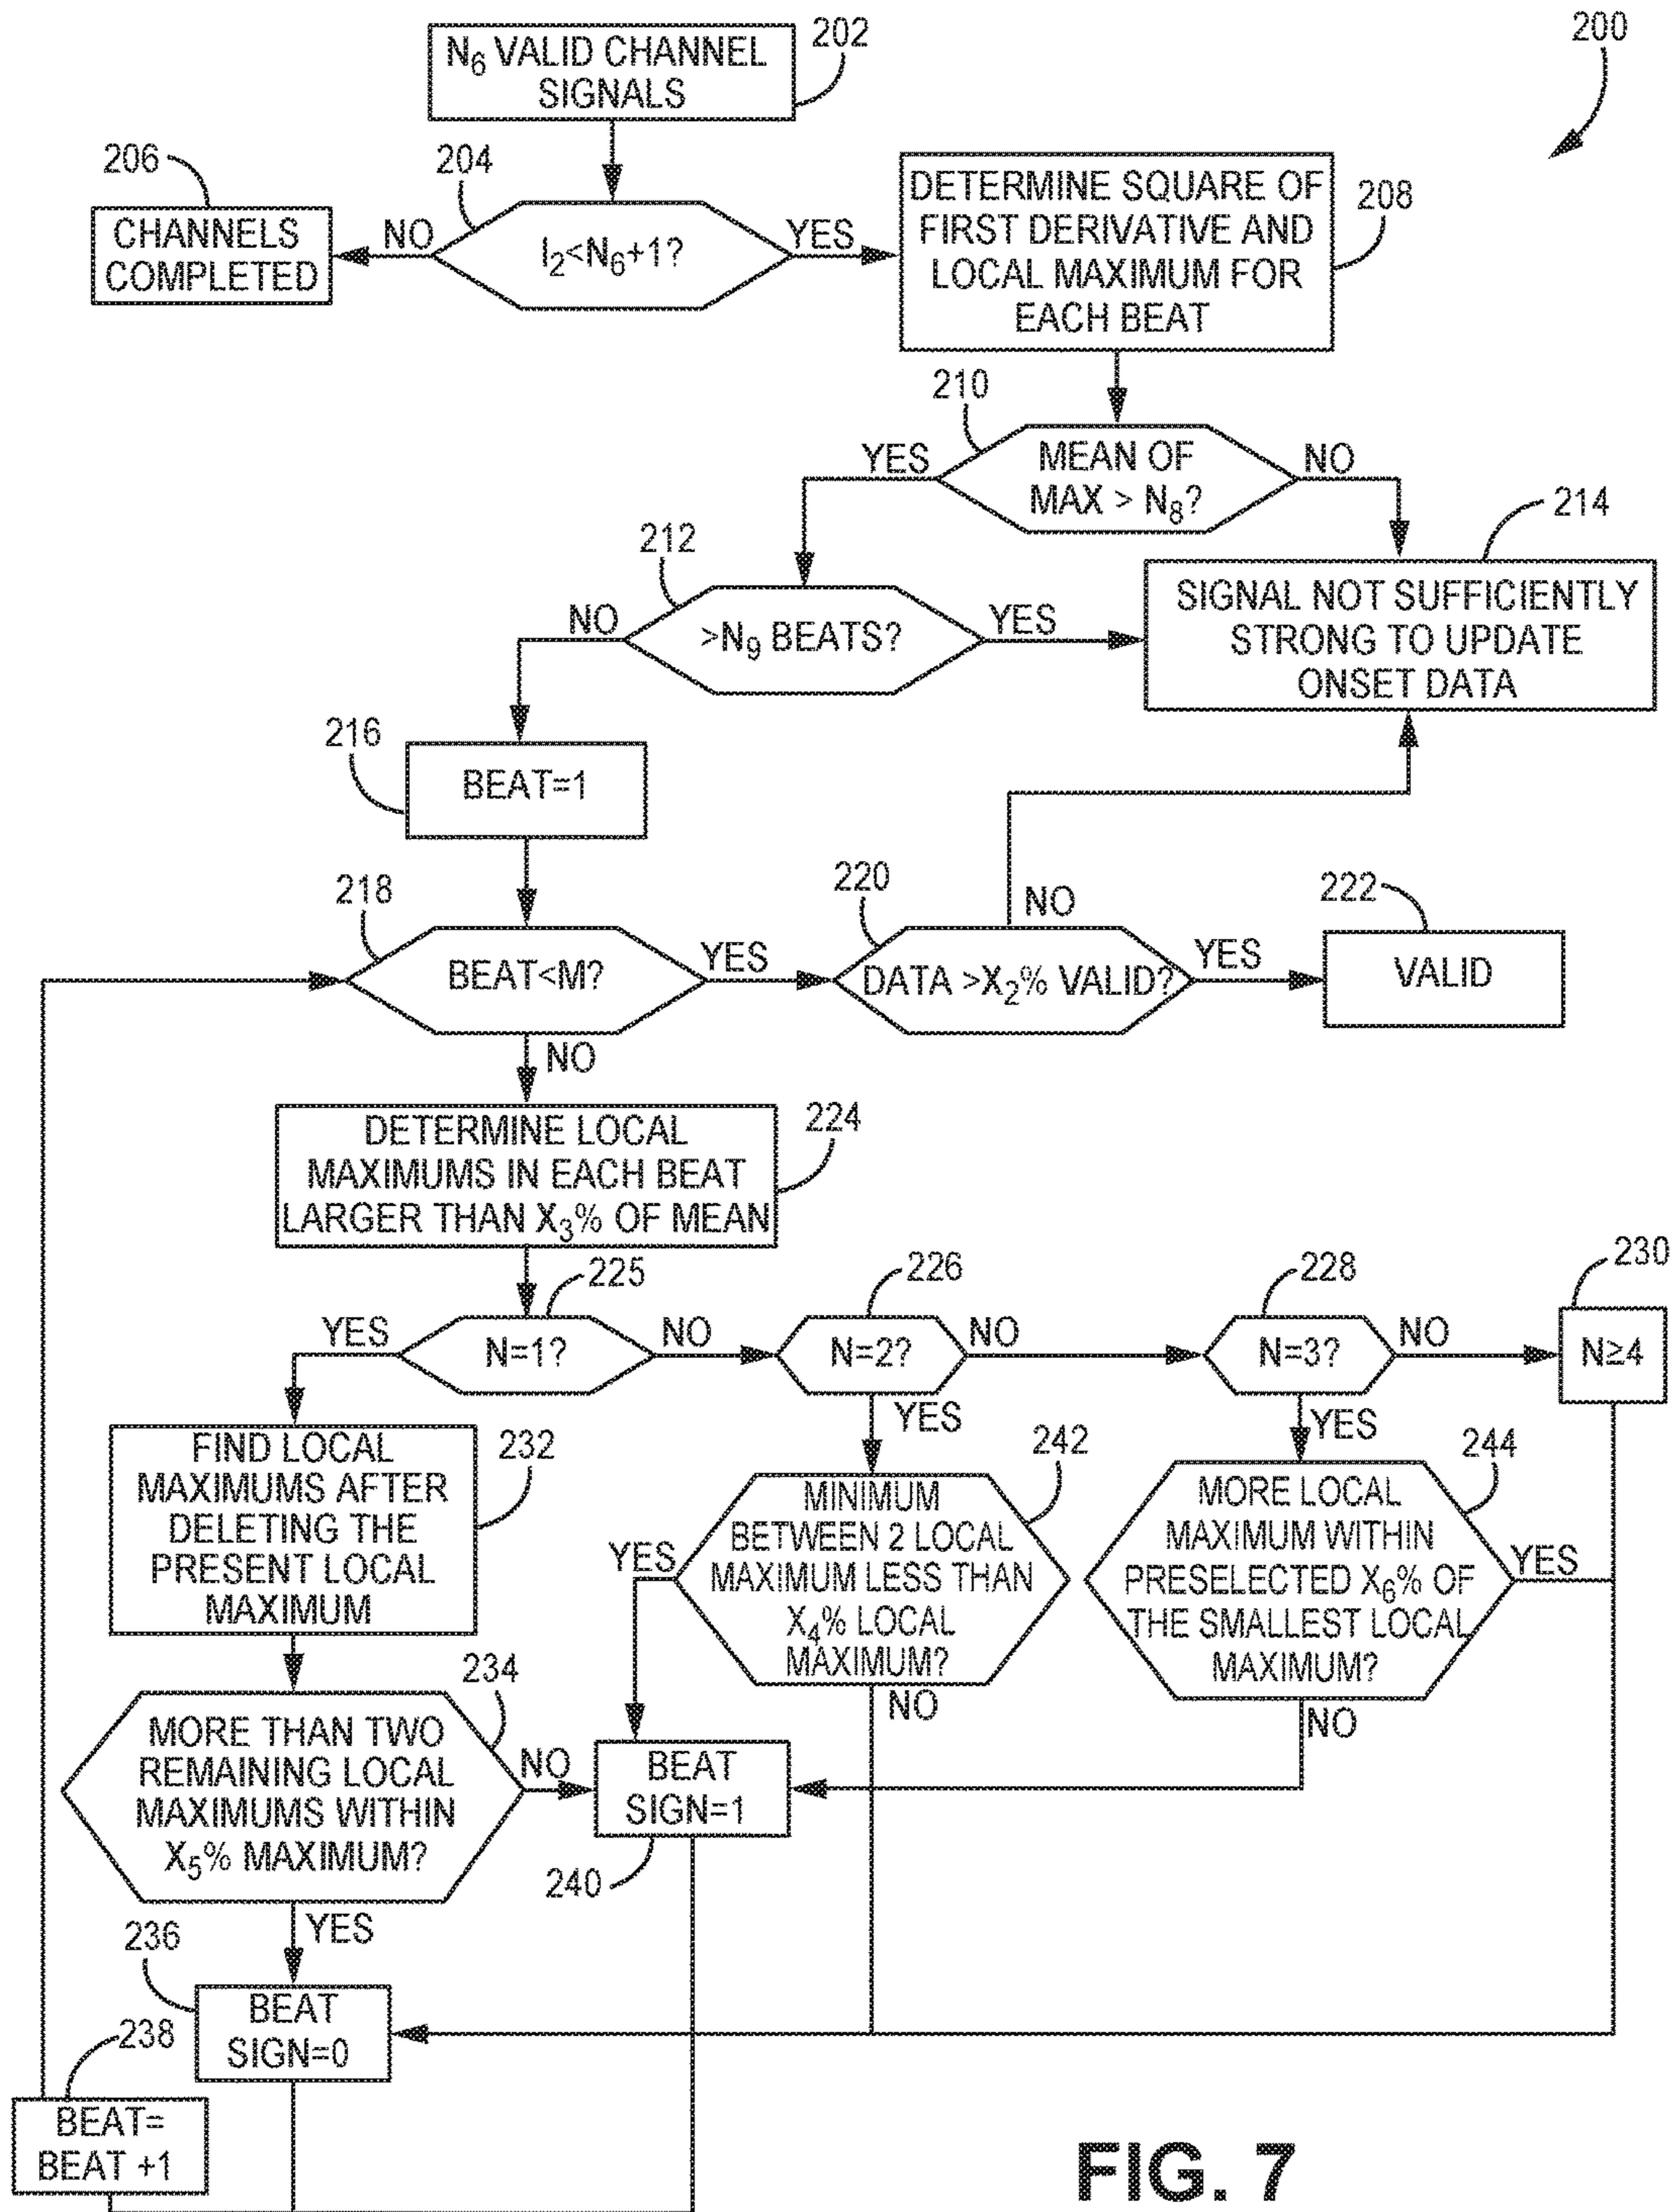 N6 VALID CHANNEL
SIGNALS
202
200
206
204
CHANNELS
COMPLETED
NO
I2<N6+1?
YES
DETERMINE SQUARE OF
FIRST DERIVATIVE AND
LOCAL MAXIMUM FOR
EACH BEAT
208
210
YES
MEAN OF
MAX > N8?
NO
214
212
NO
>N9 BEATS?
YES
SIGNAL NOT SUFFICIENTLY
STRONG TO UPDATE
ONSET DATA
216
BEAT=1
218
BEAT<M?
YES
220
NO
DATA >X2% VALID?
YES
222
VALID
NO
DETERMINE LOCAL
MAXIMUMS IN EACH BEAT
LARGER THAN X3% OF MEAN
224
225
226
228
230
YES
N=1?
NO
N=2?
NO
N=3?
NO
N≥4
YES
YES
FIND LOCAL
MAXIMUMS AFTER
DELETING THE
PRESENT LOCAL
MAXIMUM
232
242
244
YES
MINIMUM
BETWEEN 2 LOCAL
MAXIMUM LESS THAN
X4% LOCAL
MAXIMUM?
NO
MORE LOCAL
MAXIMUM WITHIN
PRESELECTED X6% OF
THE SMALLEST LOCAL
MAXIMUM?
YES
NO
234
MORE THAN TWO
REMAINING LOCAL
MAXIMUMS WITHIN
X5% MAXIMUM?
NO
BEAT
SIGN=1
240
YES
236
BEAT
SIGN=0
238
BEAT=
BEAT +1
FIG. 7